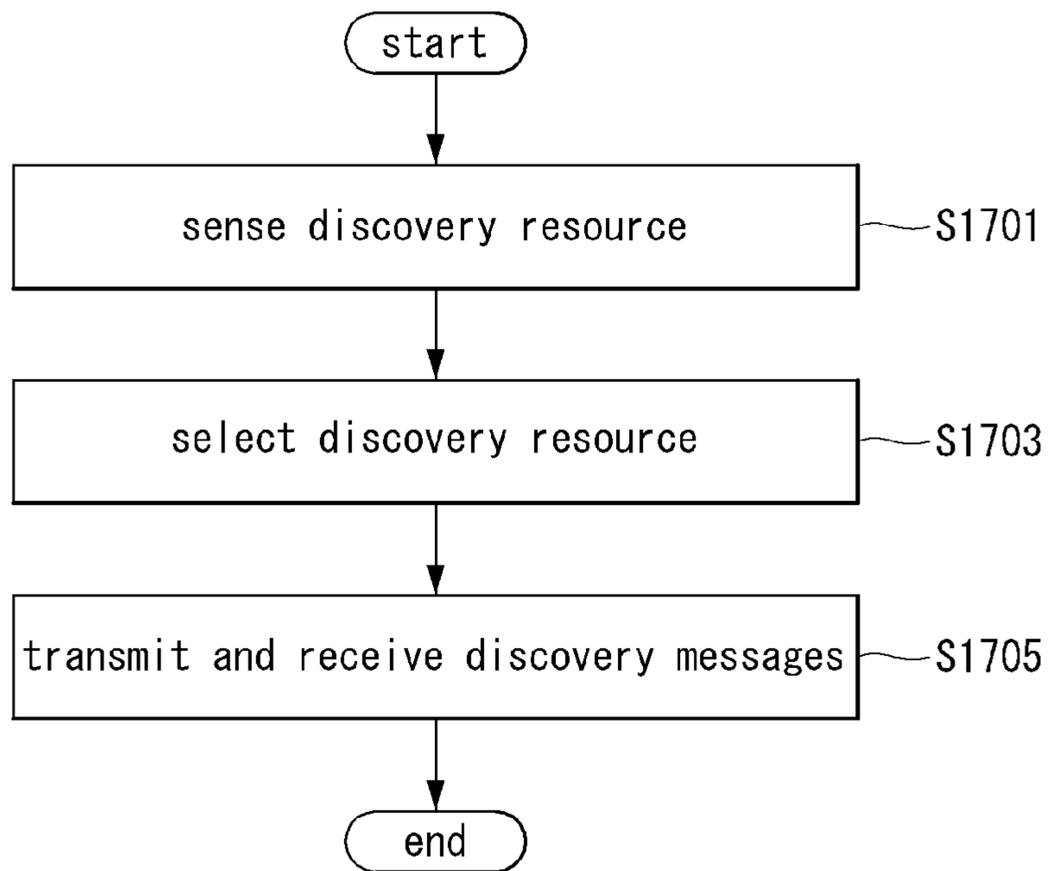 start
sense discovery resource
S1701
select discovery resource
S1703
transmit and receive discovery messages
S1705
end